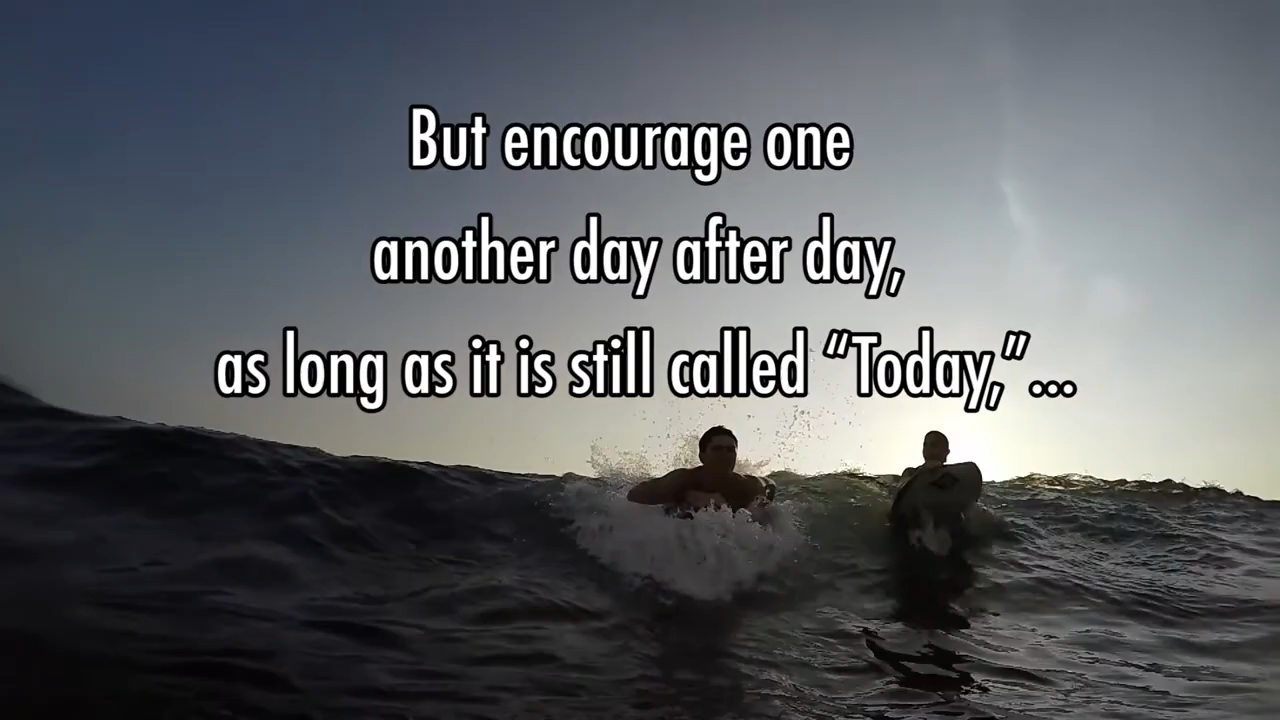 But encourage one
another day after day,
as long as it is still called “Today,”...